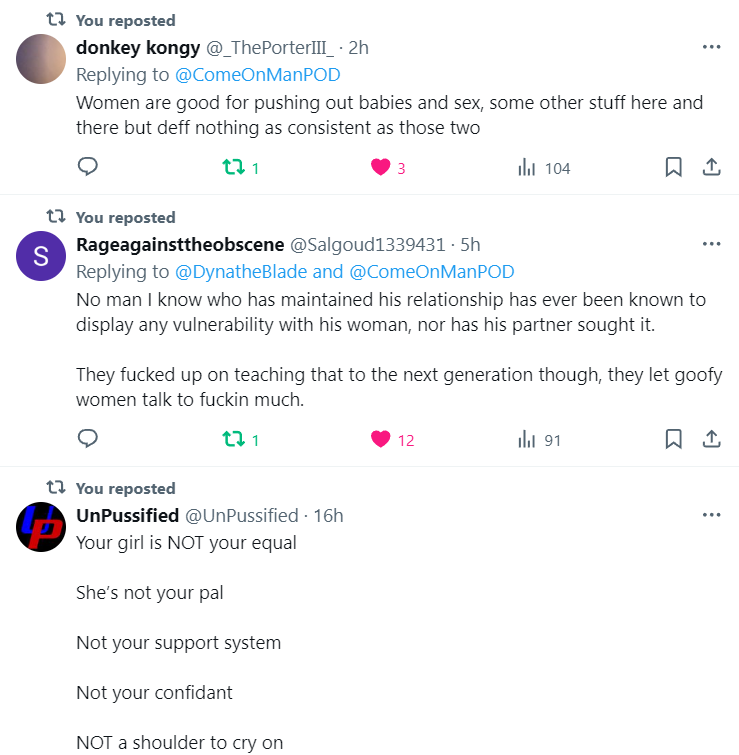 You reposted
donkey kongy @_ThePorterIII_ · 2h
Replying to @ComeOnManPOD
Women are good for pushing out babies and sex, some other stuff here and
there but deff nothing as consistent as those two
1 3 104
You reposted
S
Rageagainsttheobscene @Salgoud1339431 · 5h
Replying to @DynatheBlade and @ComeOnManPOD
No man I know who has maintained his relationship has ever been known to
display any vulnerability with his woman, nor has his partner sought it.
They fucked up on teaching that to the next generation though, they let goofy
women talk to fuckin much.
1 12 91
You reposted
UP
UnPussified @UnPussified · 16h
Your girl is NOT your equal
She's not your pal
Not your support system
Not your confidant
NOT a shoulder to cry on